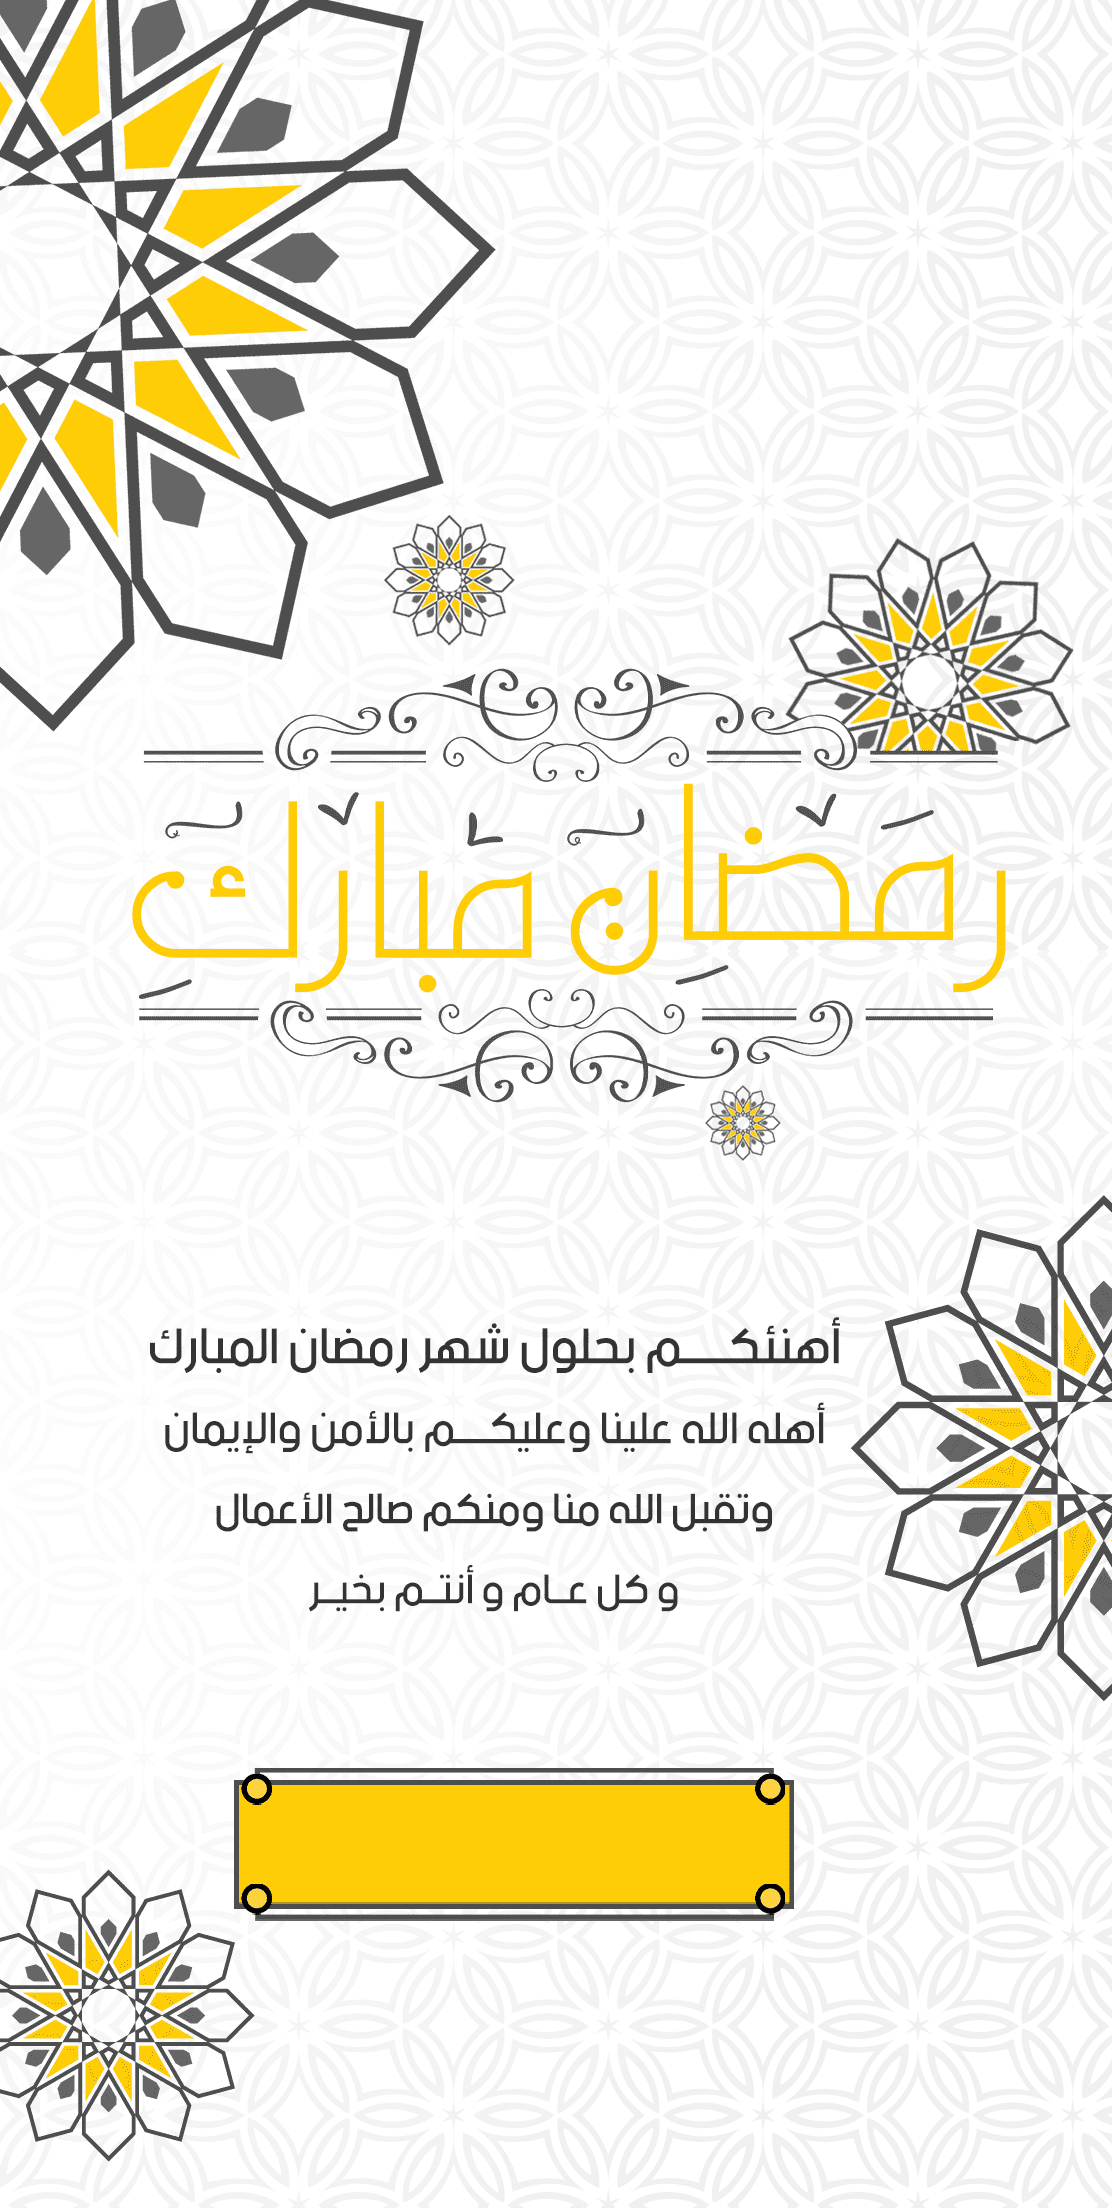 رمضان مبارك
أهنئكـــم بحلول شهر رمضان المبارك
أهله الله علينا وعليكـــم بالأمن والإيمان
وتقبل الله منا ومنكم صالح الأعمال
و كل عـام و أنتـم بخيـر